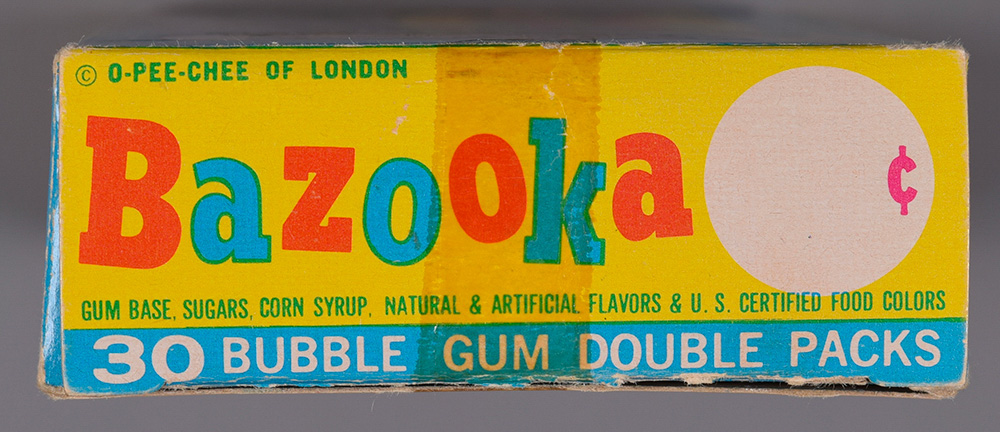 © O-PEE-CHEE OF LONDON
Bazooka
¢
GUM BASE, SUGARS, CORN SYRUP, NATURAL & ARTIFICIAL FLAVORS & U. S. CERTIFIED FOOD COLORS
30 BUBBLE GUM DOUBLE PACKS